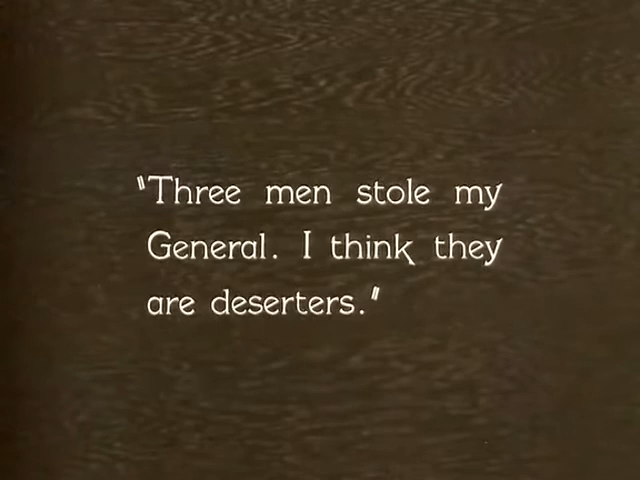 "Three men stole my
General. I think they
are deserters."